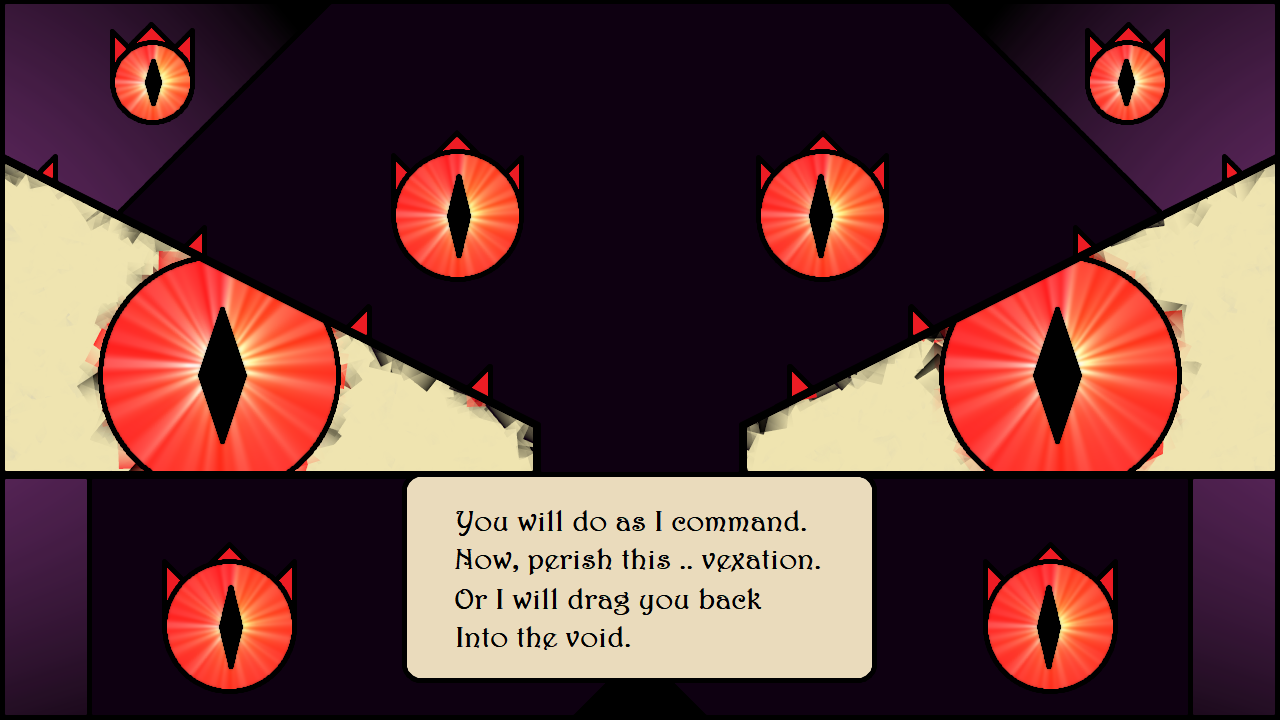 You will do as I command.
Now, perish this .. vexation.
Or I will drag you back
Into the void.